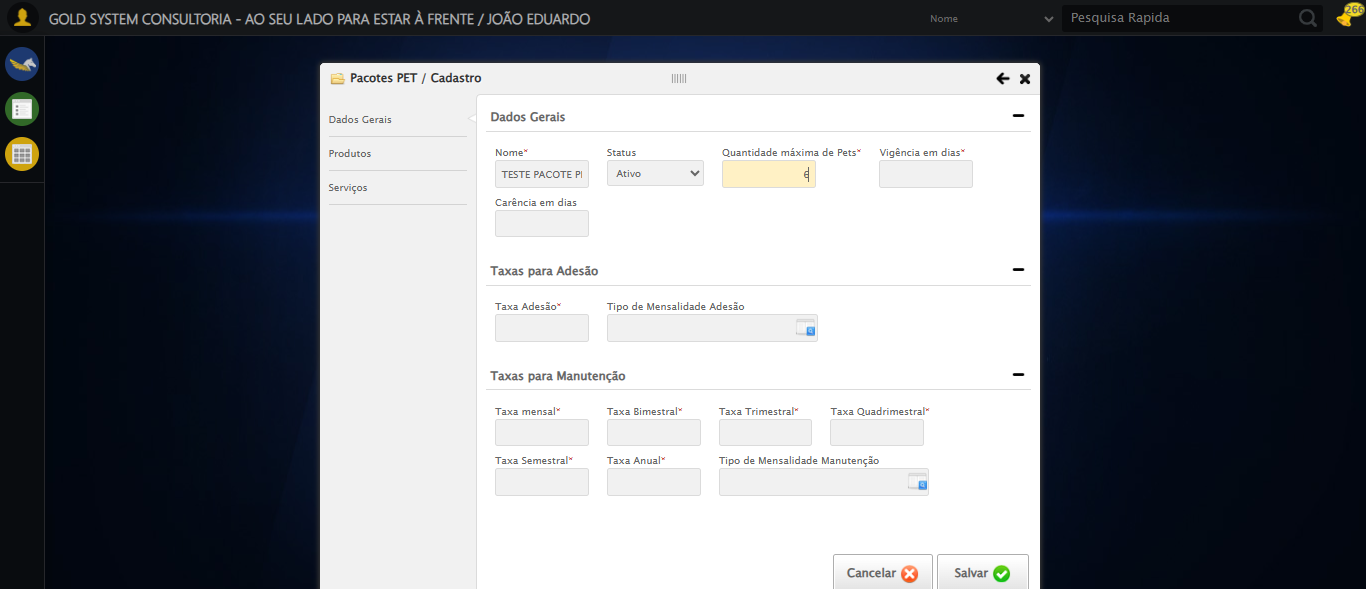 GOLD SYSTEM CONSULTORIA - AO SEU LADO PARA ESTAR À FRENTE / JOÃO EDUARDO
Nome
Pesquisa Rapida
266
Pacotes PET / Cadastro
Dados Gerais
Produtos
Serviços
Dados Gerais
Nome* Status Quantidade máxima de Pets* Vigência em dias*
TESTE PACOTE Ativo 6
Carência em dias
Taxas para Adesão
Taxa Adesão* Tipo de Mensalidade Adesão
Taxas para Manutenção
Taxa mensal* Taxa Bimestral* Taxa Trimestral* Taxa Quadrimestral*
Taxa Semestral* Taxa Anual* Tipo de Mensalidade Manutenção
Cancelar Salvar